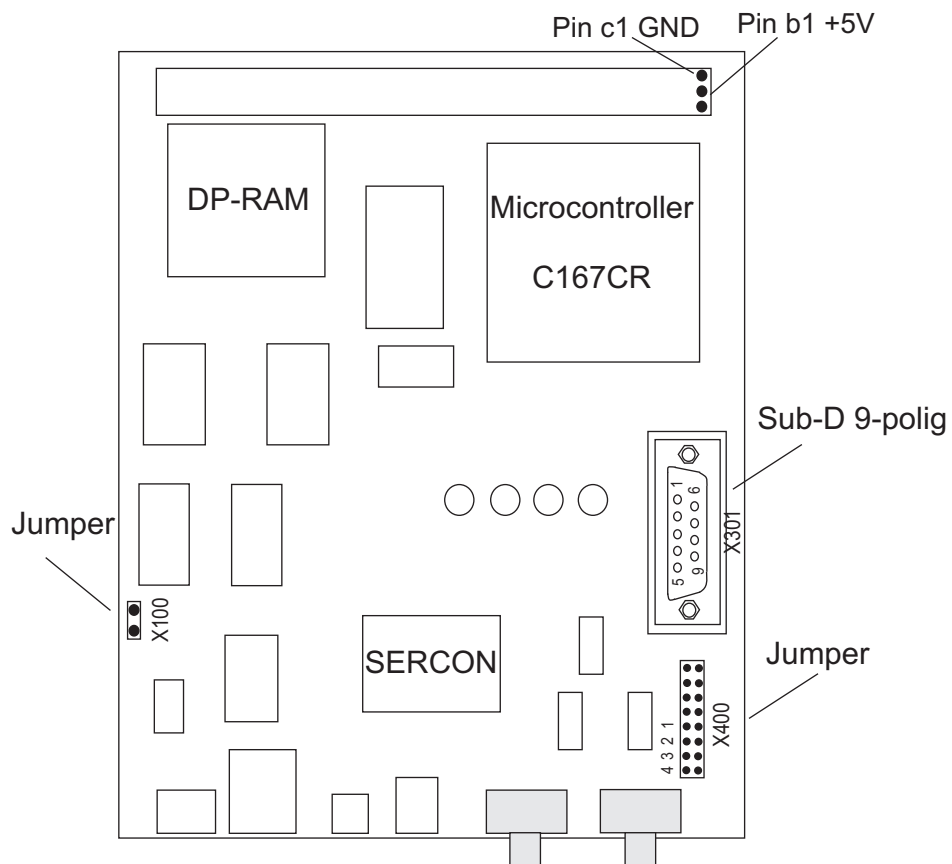 Pin c1 GND
Pin b1 +5V
DP-RAM
Microcontroller
C167CR
Sub-D 9-polig
1
6
5
9
X301
Jumper
X100
SERCON
Jumper
4 3 2 1
X400